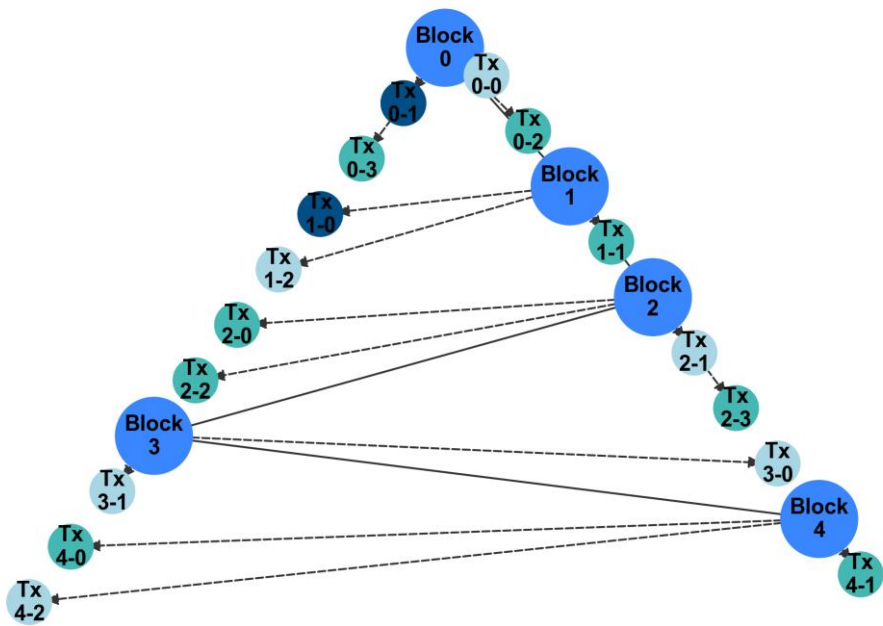 Block
0
Tx
0-0
Tx
0-1
Tx
0-2
Tx
0-3
Block
1
Tx
1-0
Tx
1-1
Tx
1-2
Block
2
Tx
2-0
Tx
2-1
Tx
2-2
Tx
2-3
Block
3
Tx
3-0
Tx
3-1
Block
4
Tx
4-0
Tx
4-1
Tx
4-2